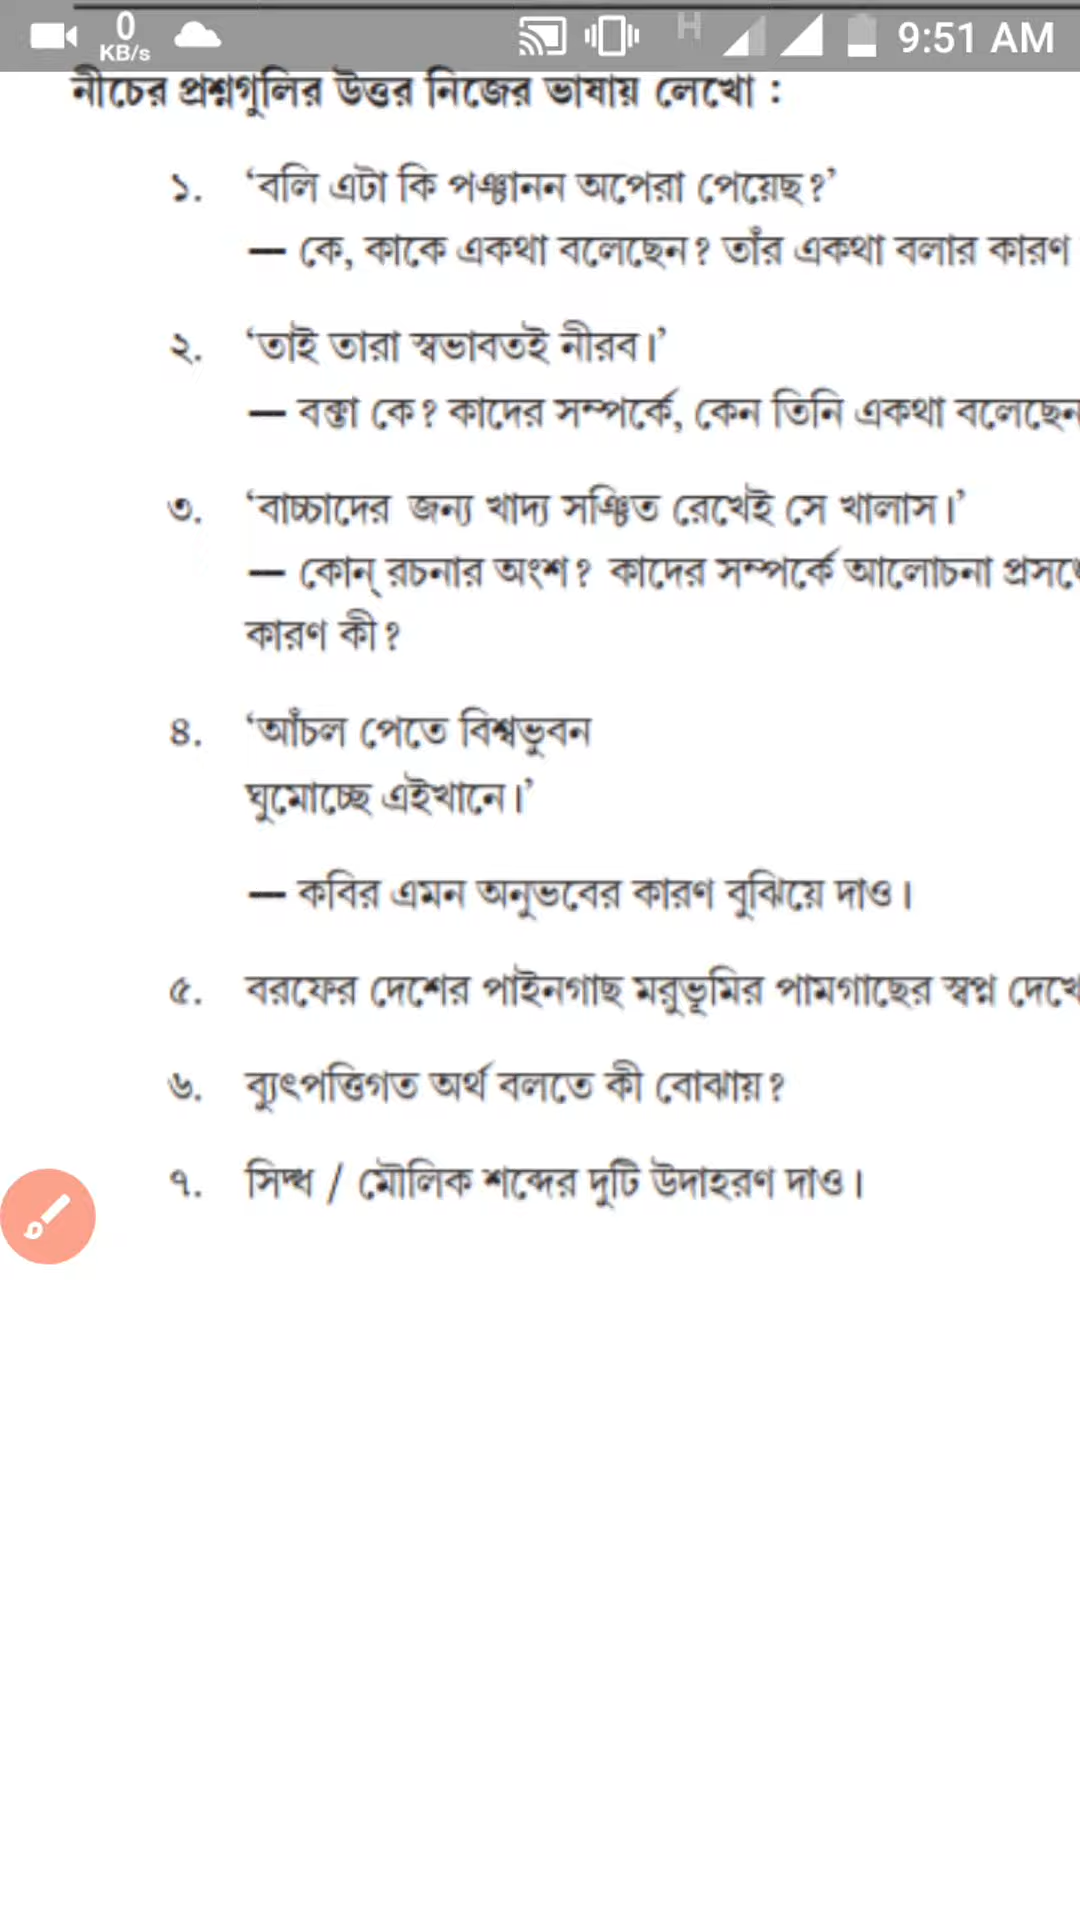 0
KB/s
H
9:51 AM
নীচের প্রশ্নগুলির উত্তর নিজের ভাষায় লেখো :
১. ‘বলি এটা কি পঞ্চানন অপেরা পেয়েছ?’
— কে, কাকে একথা বলেছেন? তাঁর একথা বলার কারণ
২. ‘তাই তারা স্বভাবতই নীরব।’
— বক্তা কে? কাদের সম্পর্কে, কেন তিনি একথা বলেছেন
৩. ‘বাচ্চাদের জন্য খাদ্য সঞ্চিত রেখেই সে খালাস।’
— কোন্ রচনার অংশ? কাদের সম্পর্কে আলোচনা
কারণ কী?
৪. ‘আঁচল পেতে বিশ্বভুবন
ঘুমোচ্ছে এইখানে।’
— কবির এমন অনুভবের কারণ বুঝিয়ে দাও।
৫. বরফের দেশের পাইনগাছ মরুভূমির পামগাছের স্বপ্ন দেখে
৬. ব্যুৎপত্তিগত অর্থ বলতে কী বোঝায়?
৭. সিদ্ধ / মৌলিক শব্দের দুটি উদাহরণ দাও।